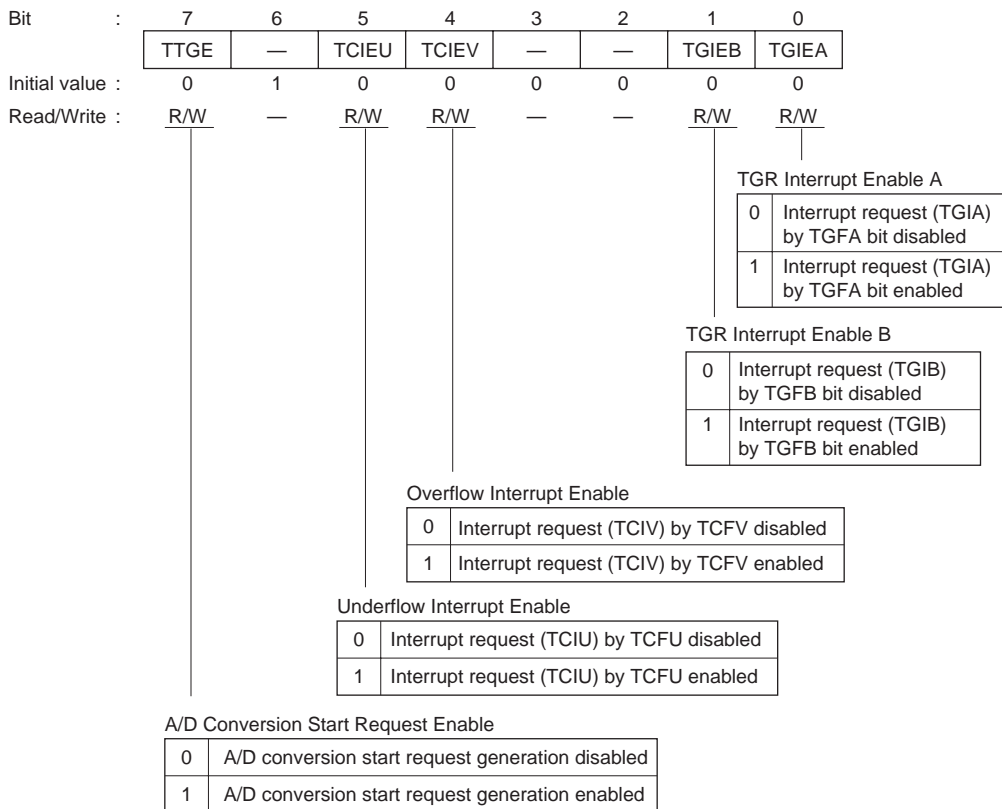 Bit : 7 6 5 4 3 2 1 0
TTGE — TCIEU TCIEV — — TGIEB TGIEA
Initial value : 0 1 0 0 0 0 0 0
Read/Write : R/W — R/W R/W — — R/W R/W
TGR Interrupt Enable A
0 Interrupt request (TGIA)
by TGFA bit disabled
1 Interrupt request (TGIA)
by TGFA bit enabled
TGR Interrupt Enable B
0 Interrupt request (TGIB)
by TGFB bit disabled
1 Interrupt request (TGIB)
by TGFB bit enabled
Overflow Interrupt Enable
0 Interrupt request (TCIV) by TCFV disabled
1 Interrupt request (TCIV) by TCFV enabled
Underflow Interrupt Enable
0 Interrupt request (TCIU) by TCFU disabled
1 Interrupt request (TCIU) by TCFU enabled
A/D Conversion Start Request Enable
0 A/D conversion start request generation disabled
1 A/D conversion start request generation enabled